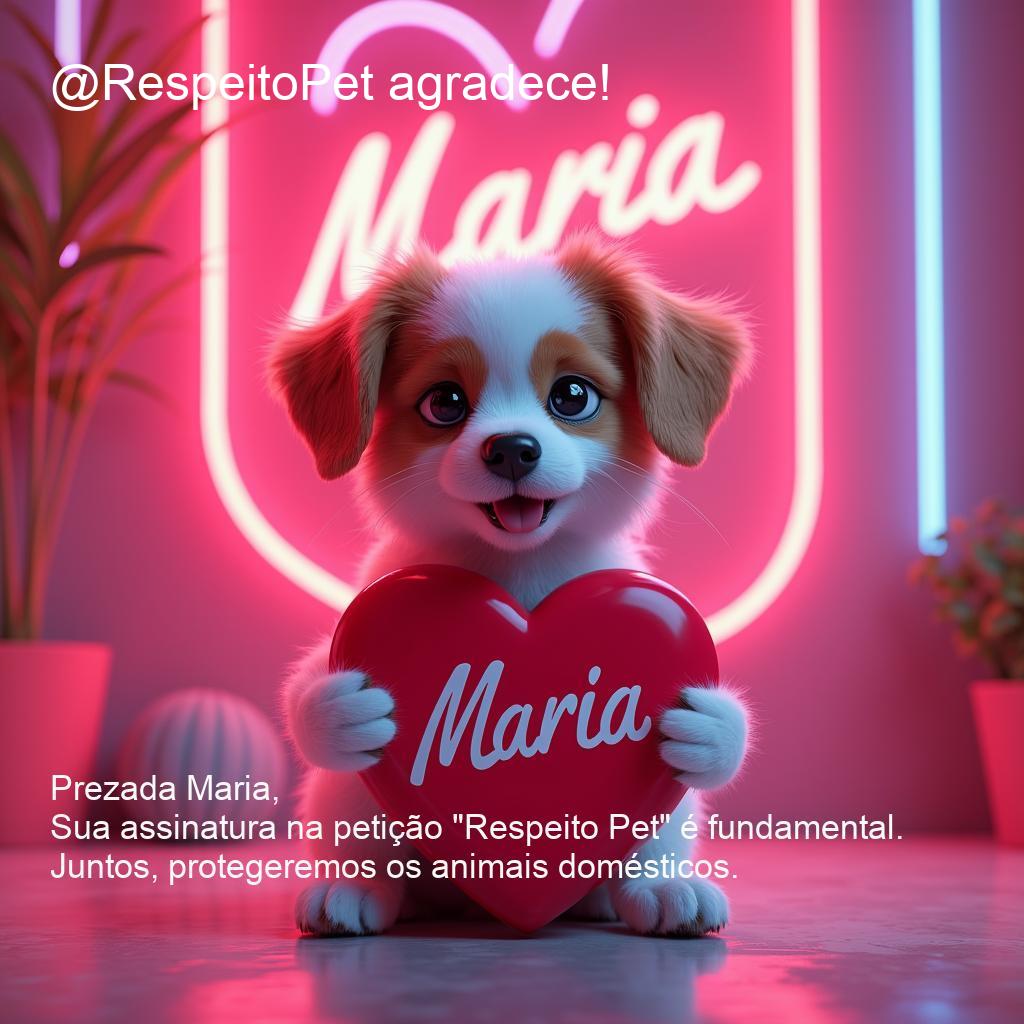 @RespeitoPet agradece!
Maria
Maria
Prezada Maria,
Sua assinatura na petição "Respeito Pet" é fundamental.
Juntos, protegeremos os animais domésticos.